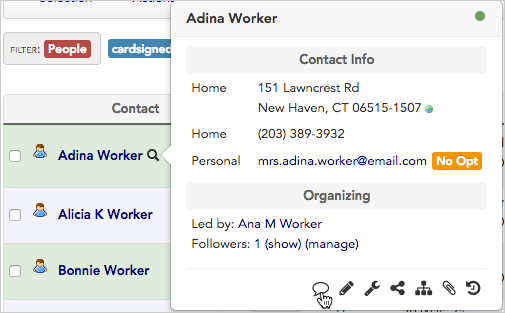 Adina Worker
FILTER: People
cardsigned
Contact Info
Contact
Home 151 Lawncrest Rd
New Haven, CT 06515-1507
Home (203) 389-3932
Adina Worker
Personal mrs.adina.worker@email.com No Opt
Organizing
Alicia K Worker
Led by: Ana M Worker
Followers: 1 (show) (manage)
Bonnie Worker